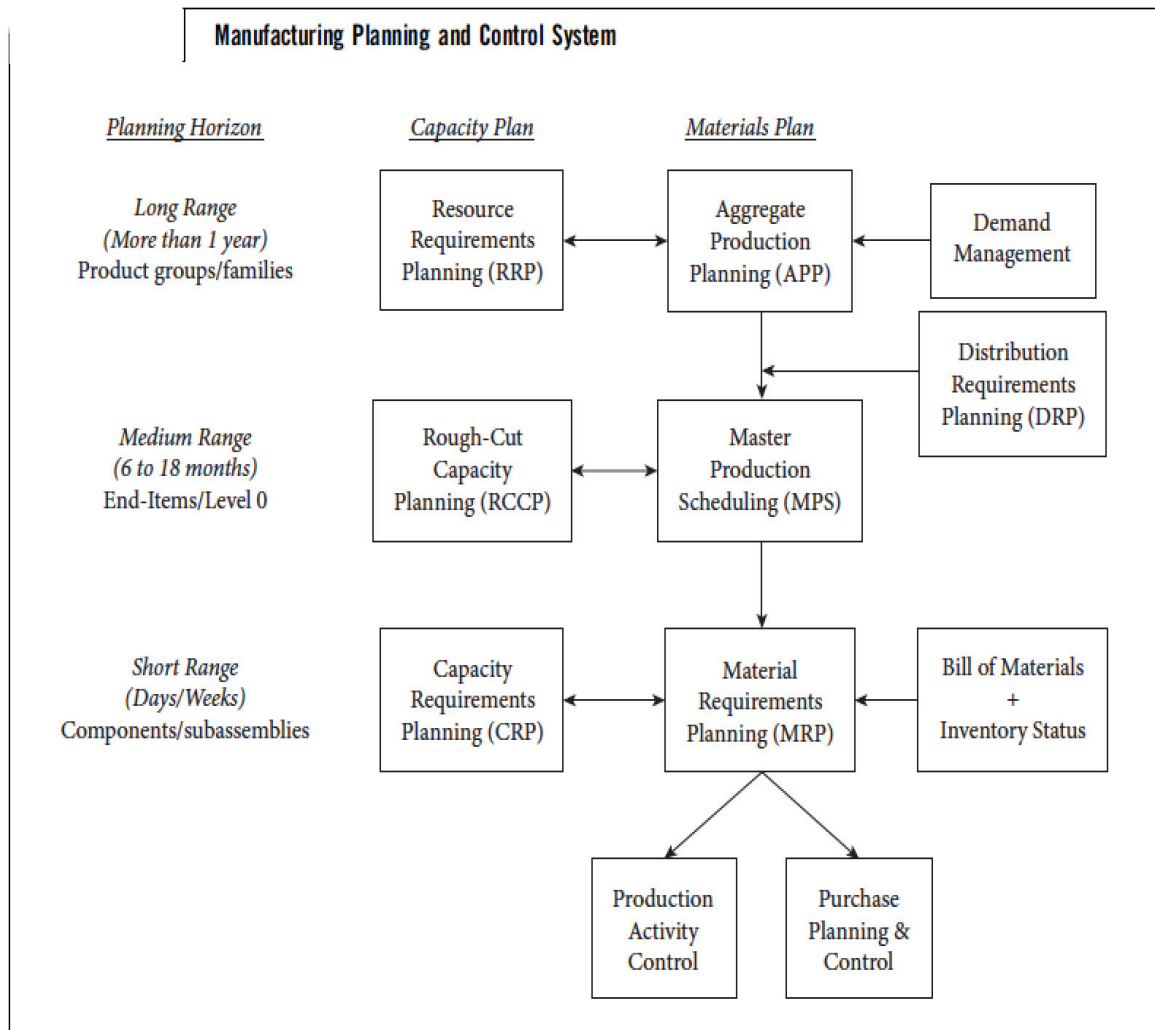 Manufacturing Planning and Control System
Planning Horizon
Capacity Plan
Materials Plan
Long Range
(More than 1 year)
Product groups/families
Resource
Requirements
Planning (RRP)
Aggregate
Production
Planning (APP)
Demand
Management
Distribution
Requirements
Planning (DRP)
Medium Range
(6 to 18 months)
End-Items/Level 0
Rough-Cut
Capacity
Planning (RCCP)
Master
Production
Scheduling (MPS)
Short Range
(Days/Weeks)
Components/subassemblies
Capacity
Requirements
Planning (CRP)
Material
Requirements
Planning (MRP)
Bill of Materials
+
Inventory Status
Production
Activity
Control
Purchase
Planning &
Control